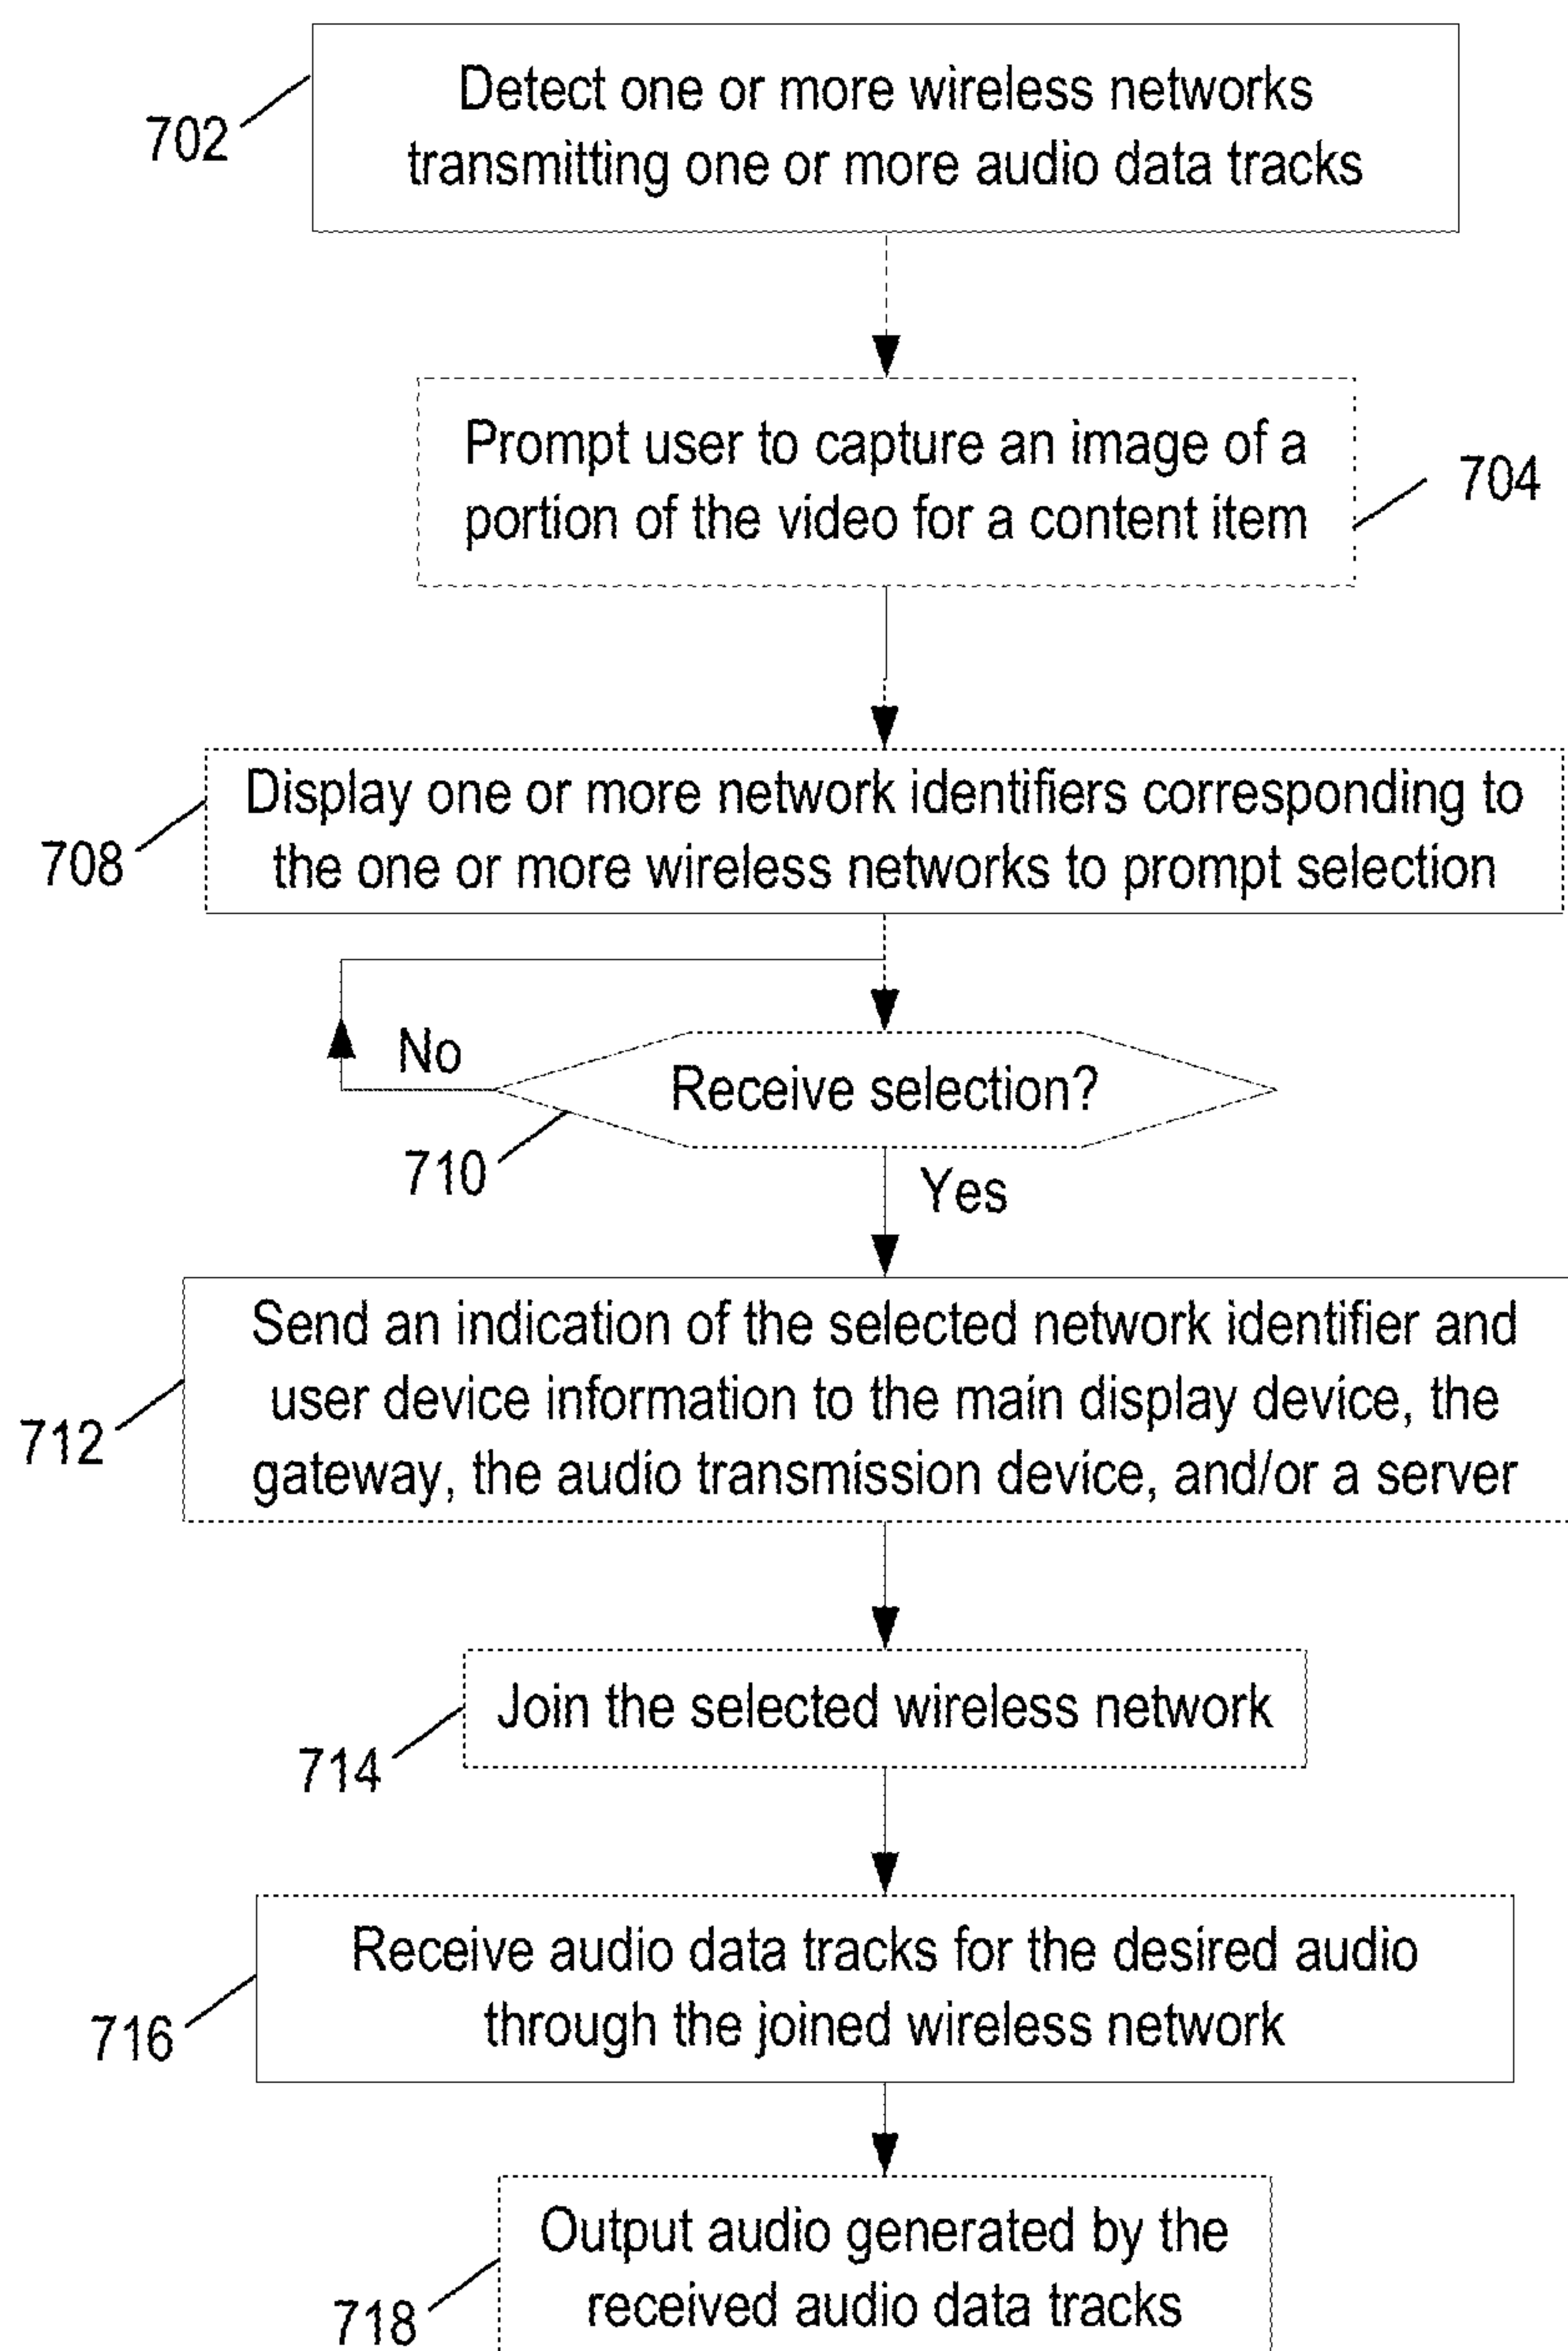 Detect one or more wireless networks
transmitting one or more audio data tracks
702
Prompt user to capture an image of a
portion of the video for a content item
704
Display one or more network identifiers corresponding to
the one or more wireless networks to prompt selection
708
No
Receive selection?
710
Yes
Send an indication of the selected network identifier and
user device information to the main display device, the
gateway, the audio transmission device, and/or a server
712
Join the selected wireless network
714
Receive audio data tracks for the desired audio
through the joined wireless network
716
Output audio generated by the
received audio data tracks
718